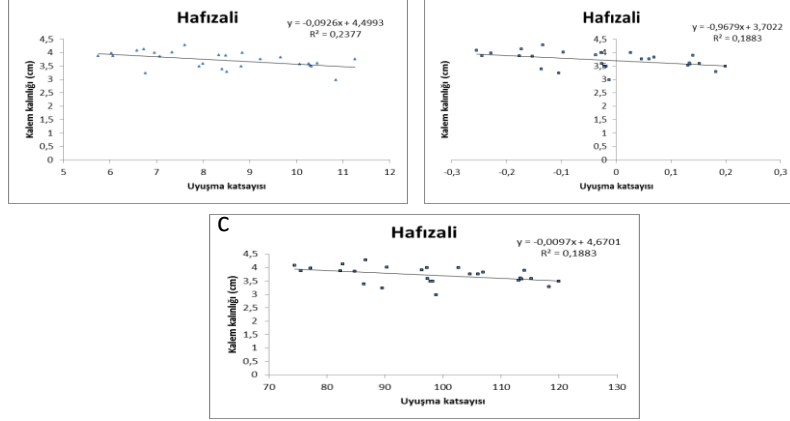 Hafızali
y = -0,0926x + 4,4993
R² = 0,2377
Kalem kalınlığı (cm)
4,5
4
3,5
3
2,5
2
1,5
1
0,5
0
5 6 7 8 9 10 11 12
Uyuşma katsayısı
Hafızali
y = -0,9679x + 3,7022
R² = 0,1883
Kalem kalınlığı (cm)
4,5
4
3,5
3
2,5
2
1,5
1
0,5
0
-0,3 -0,2 -0,1 0 0,1 0,2 0,3
Uyuşma katsayısı
C
Hafızali
y = -0,0097x + 4,6701
R² = 0,1883
Kalem kalınlığı (cm)
4,5
4
3,5
3
2,5
2
1,5
1
0,5
0
70 80 90 100 110 120 130
Uyuşma katsayısı